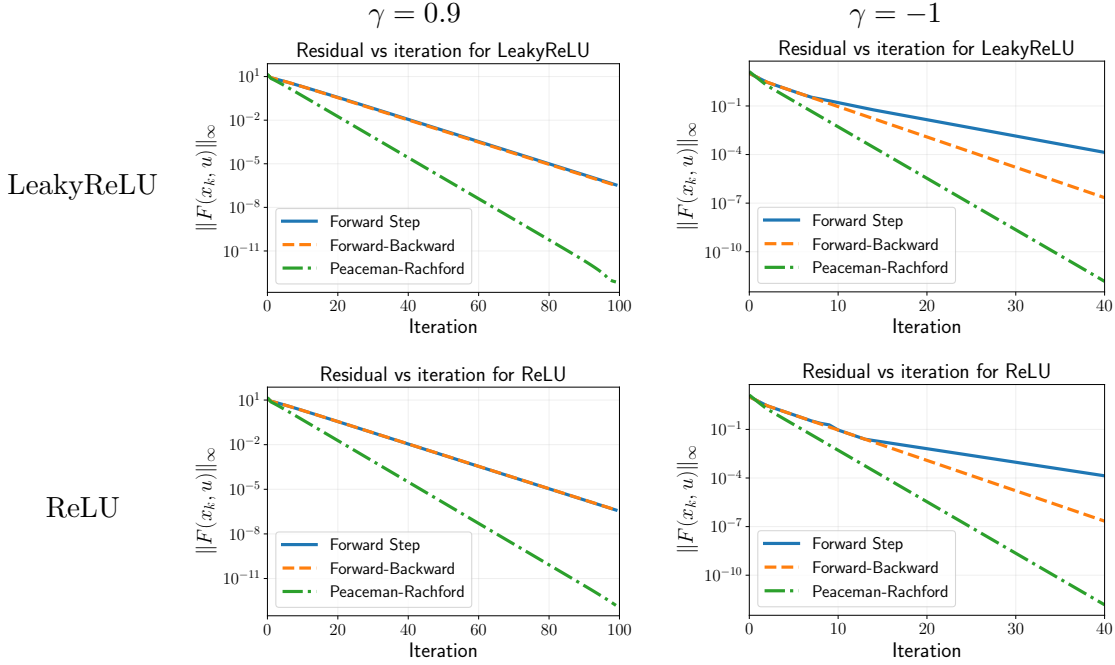 γ = 0.9
γ = −1
LeakyReLU
Residual vs iteration for LeakyReLU
||F(x_k, u)||_∞
10^1
10^{-2}
10^{-5}
10^{-8}
10^{-11}
Forward Step
Forward-Backward
Peaceman-Rachford
0 20 40 60 80 100
Iteration
Residual vs iteration for LeakyReLU
||F(x_k, u)||_∞
10^{-1}
10^{-4}
10^{-7}
10^{-10}
Forward Step
Forward-Backward
Peaceman-Rachford
0 10 20 30 40
Iteration
ReLU
Residual vs iteration for ReLU
||F(x_k, u)||_∞
10^1
10^{-2}
10^{-5}
10^{-8}
10^{-11}
Forward Step
Forward-Backward
Peaceman-Rachford
0 20 40 60 80 100
Iteration
Residual vs iteration for ReLU
||F(x_k, u)||_∞
10^{-1}
10^{-4}
10^{-7}
10^{-10}
Forward Step
Forward-Backward
Peaceman-Rachford
0 10 20 30 40
Iteration